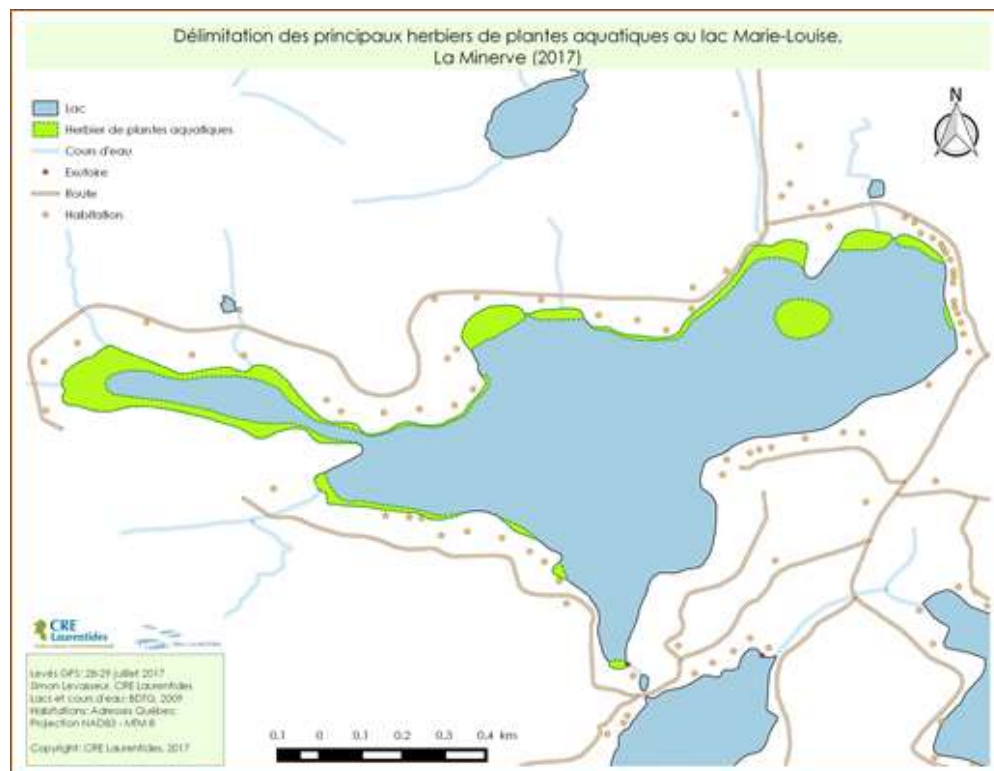 Délimitation des principaux herbiers de plantes aquatiques au lac Marie-Louise,
La Minerve (2017)
N
Lac
Herbier de plantes aquatiques
Cours d'eau
Exutoire
Route
Habitation
CRE
Laurentides
Levés GPS: 28-29 juillet 2017
Simon Levasseur, CRE Laurentides
Lacs et cours d'eau: BDTQ, 2009
Habitations: Adresses Québec
Projection NAD83 - MTM 8
Copyright: CRE Laurentides, 2017
0.1 0 0.1 0.2 0.3 0.4 km